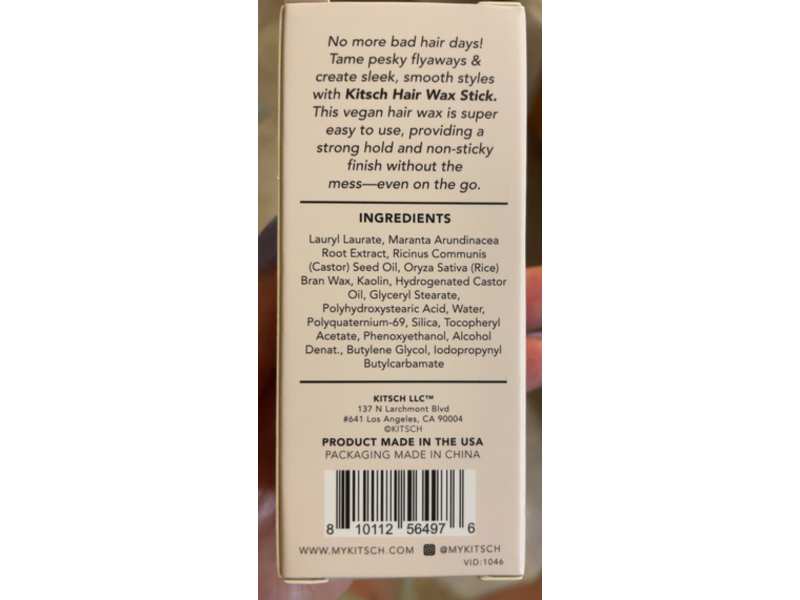 No more bad hair days!
Tame pesky flyaways &
create sleek, smooth styles
with Kitsch Hair Wax Stick.
This vegan hair wax is super
easy to use, providing a
strong hold and non-sticky
finish without the
mess—even on the go.
INGREDIENTS
Lauryl Laurate, Maranta Arundinacea
Root Extract, Ricinus Communis
(Castor) Seed Oil, Oryza Sativa (Rice)
Bran Wax, Kaolin, Hydrogenated Castor
Oil, Glyceryl Stearate,
Polyhydroxystearic Acid, Water,
Polyquaternium-69, Silica, Tocopheryl
Acetate, Phenoxyethanol, Alcohol
Denat., Butylene Glycol, Iodopropynyl
Butylcarbamate
KITSCH LLC™
137 N Larchmont Blvd
#641 Los Angeles, CA 90004
©KITSCH
PRODUCT MADE IN THE USA
PACKAGING MADE IN CHINA
8 10112 56497 6
WWW.MYKITSCH.COM @MYKITSCH
VID:1046